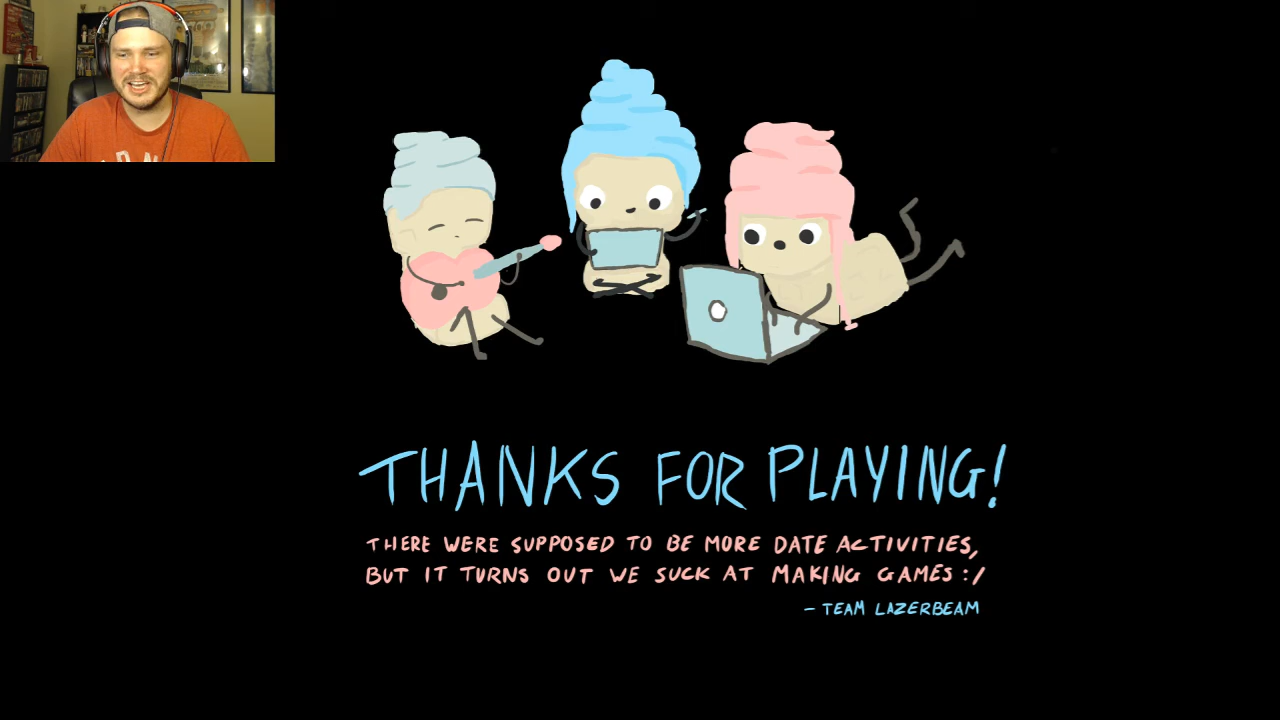 THANKS FOR PLAYING!
THERE WERE SUPPOSED TO BE MORE DATE ACTIVITIES,
BUT IT TURNS OUT WE SUCK AT MAKING GAMES :/
- TEAM LAZERBEAM